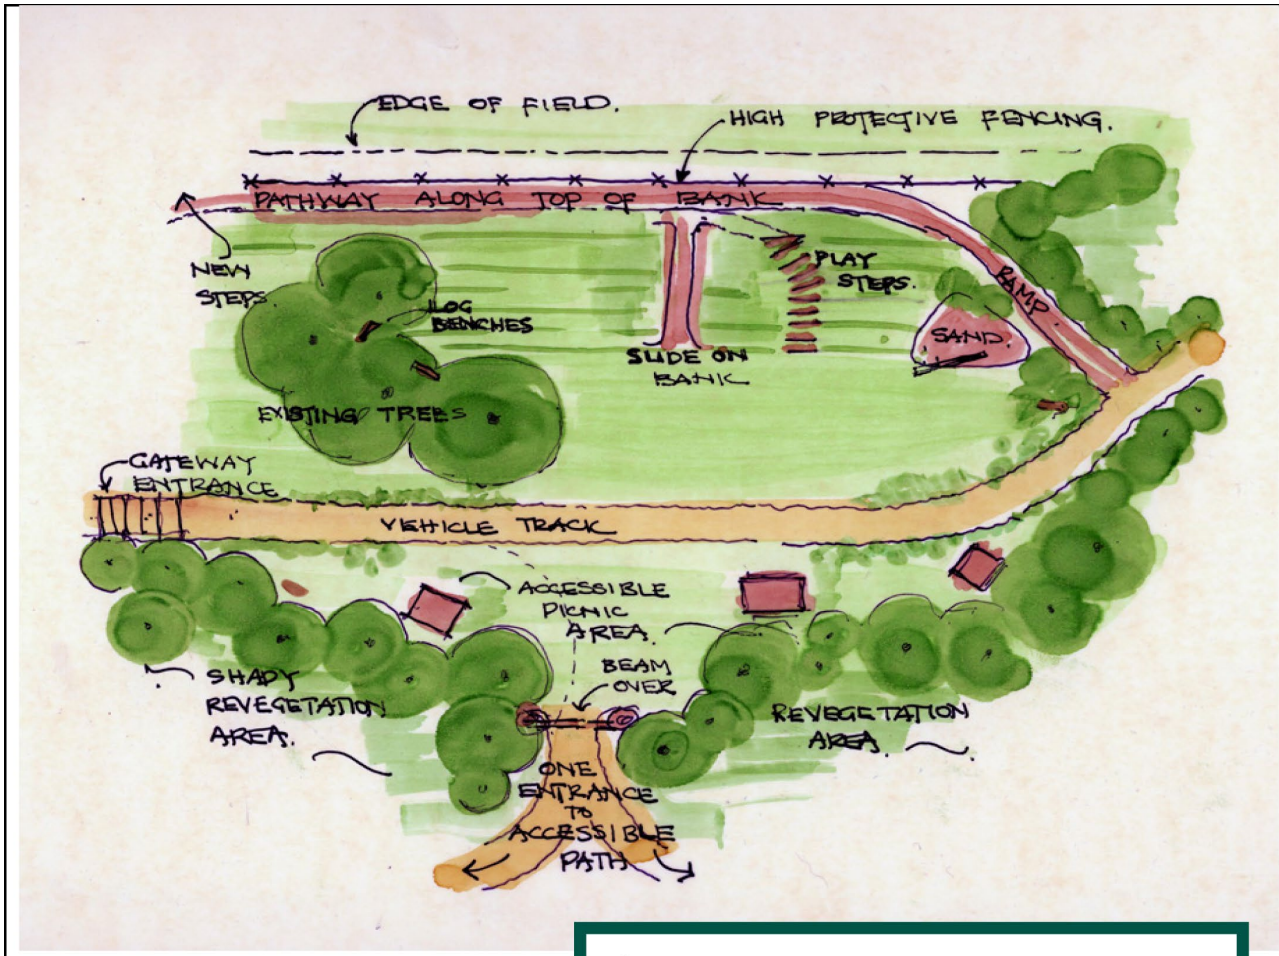 EDGE OF FIELD.
HIGH PROTECTIVE FENCING.
PATHWAY ALONG TOP OF BANK
NEW
STEPS.
LOG
BENCHES
PLAY
STEPS.
RAMP.
SAND.
SLIDE ON
BANK
EXISTING TREES
GATEWAY
ENTRANCE
VEHICLE TRACK
ACCESSIBLE
PICNIC
AREA.
BEAM
OVER
SHADY
REVEGETATION
AREA.
REVEGETATION
AREA.
ONE
ENTRANCE
TO
ACCESSIBLE
PATH